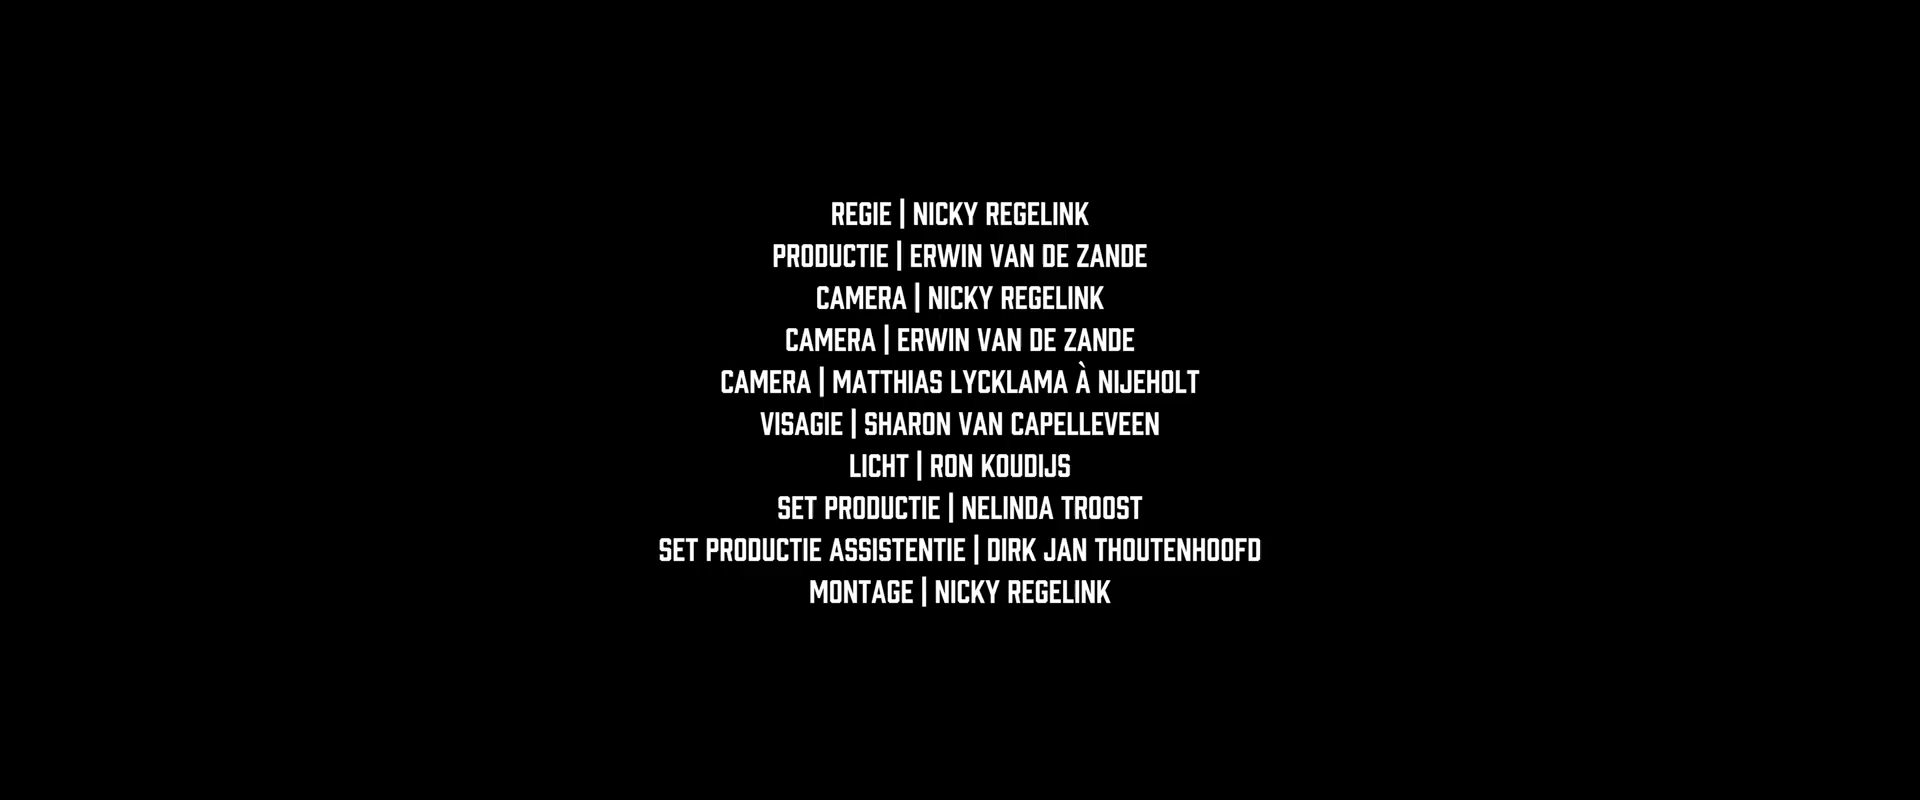 REGIE | NICKY REGELINK
PRODUCTIE | ERWIN VAN DE ZANDE
CAMERA | NICKY REGELINK
CAMERA | ERWIN VAN DE ZANDE
CAMERA | MATTHIAS LYCKLAMA À NIJEHOLT
VISAGIE | SHARON VAN CAPELLEVEEN
LICHT | RON KOUDIJS
SET PRODUCTIE | NELINDA TROOST
SET PRODUCTIE ASSISTENTIE | DIRK JAN THOUTENHOOFD
MONTAGE | NICKY REGELINK